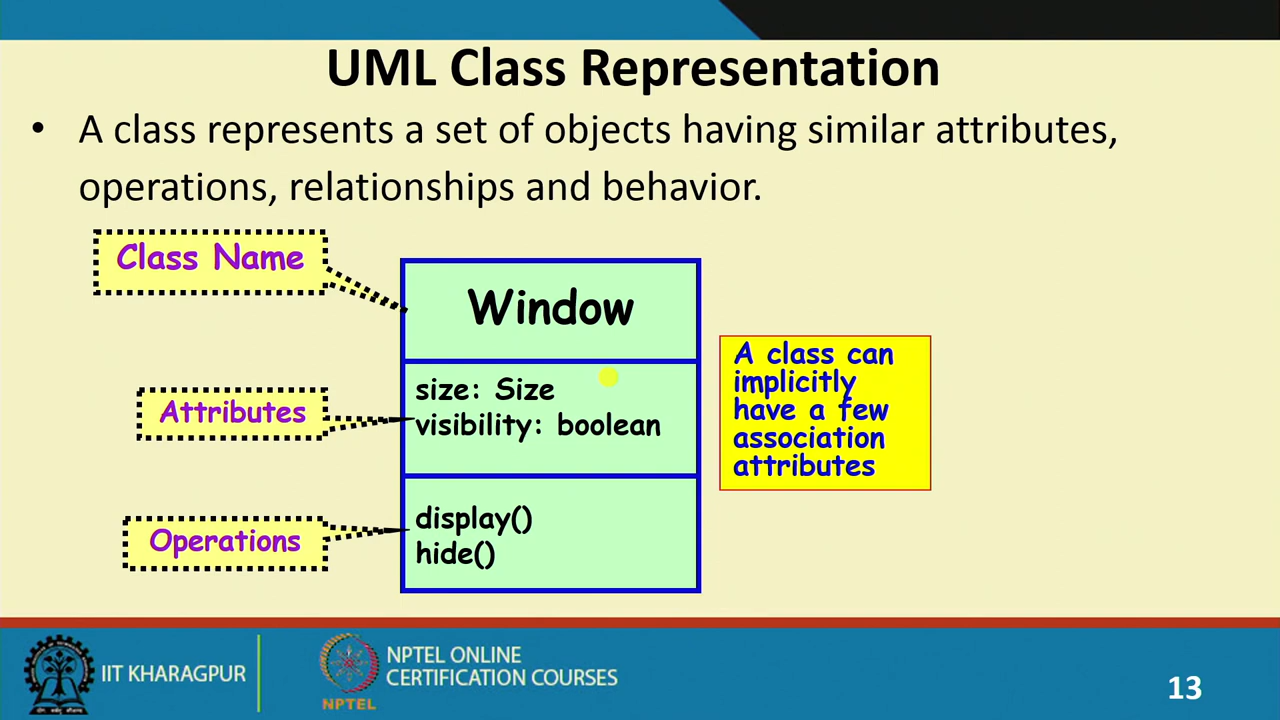 UML Class Representation
• A class represents a set of objects having similar attributes,
operations, relationships and behavior.
Class Name
Window
Attributes
size: Size
visibility: boolean
A class can
implicitly
have a few
association
attributes
Operations
display()
hide()
IIT KHARAGPUR
NPTEL
NPTEL ONLINE
CERTIFICATION COURSES
13